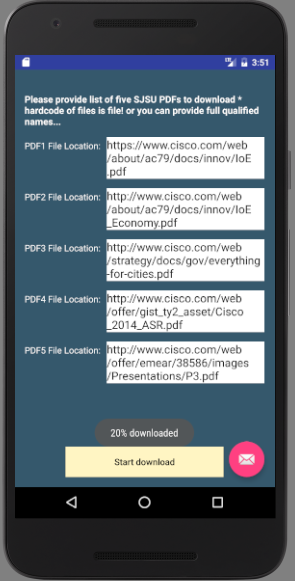 3:51
Please provide list of five SJSU PDFs to download *
hardcode of files is file! or you can provide full qualified
names...
PDF1 File Location: https://www.cisco.com/web
/about/ac79/docs/innov/IoE
.pdf
PDF2 File Location: http://www.cisco.com/web
/about/ac79/docs/innov/IoE
_Economy.pdf
PDF3 File Location: http://www.cisco.com/web
/strategy/docs/gov/everything
-for-cities.pdf
PDF4 File Location: http://www.cisco.com/web
/offer/gist_ty2_asset/Cisco
_2014_ASR.pdf
PDF5 File Location: http://www.cisco.com/web
/offer/emear/38586/images
/Presentations/P3.pdf
20% downloaded
Start download